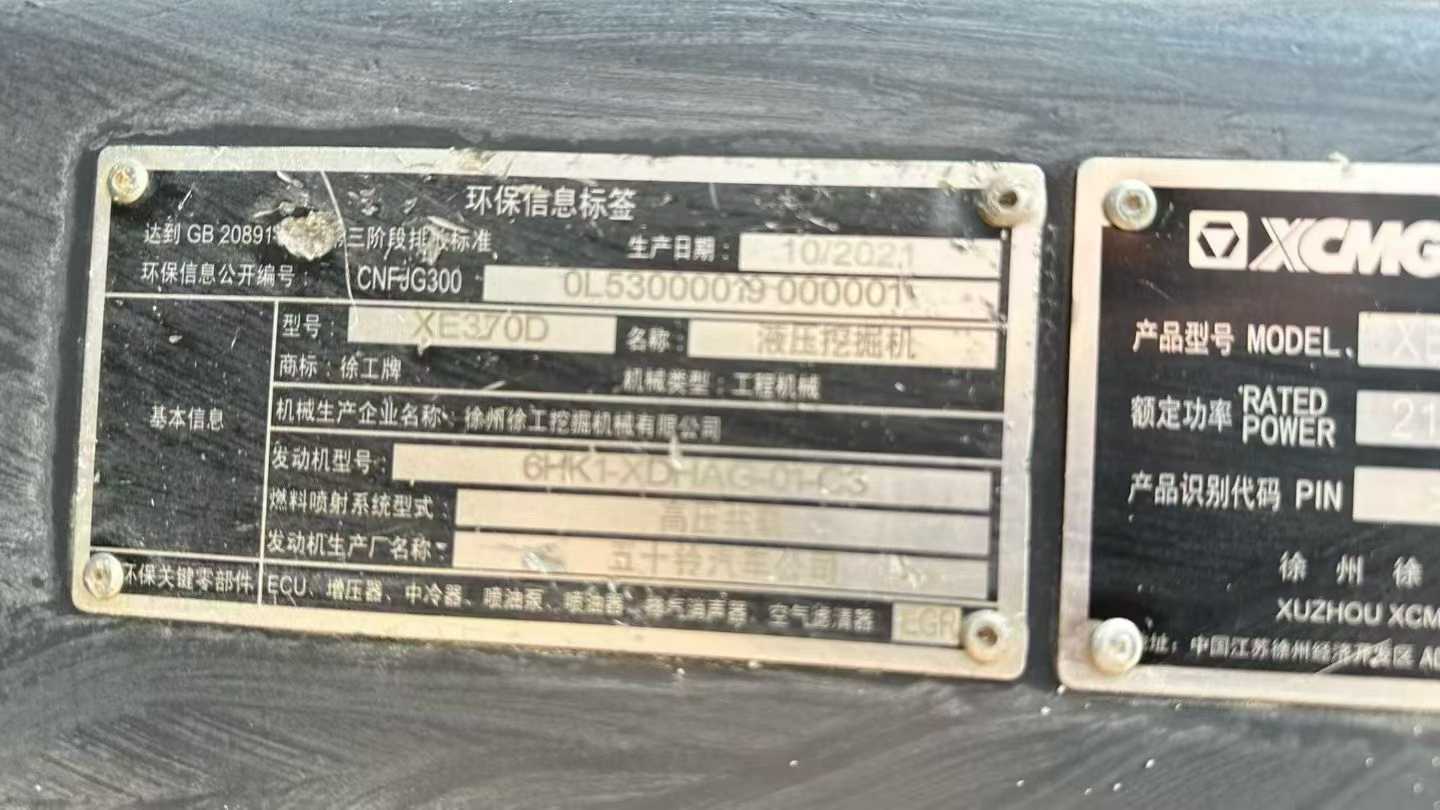 环保信息标签
达到 GB 20891 三阶段排放标准
生产日期: 10/2021
环保信息公开编号: CNFJG300 0L53000019 000001
基本信息
型号: XE370D
名称: 液压挖掘机
商标: 徐工牌
机械类型: 工程机械
机械生产企业名称: 徐州徐工挖掘机械有限公司
发动机型号: 6HK1-XDHAG-01-C3
燃料喷射系统型式: 高压共轨
发动机生产厂名称: 五十铃汽车公司
环保关键零部件
ECU、增压器、中冷器、喷油泵、喷油器、排气消声器、空气滤清器 EGR
XCMG
产品型号 MODEL XE
额定功率 RATED POWER 21
产品识别代码 PIN
徐 州 徐
XUZHOU XCM
址: 中国江苏徐州经济开发区